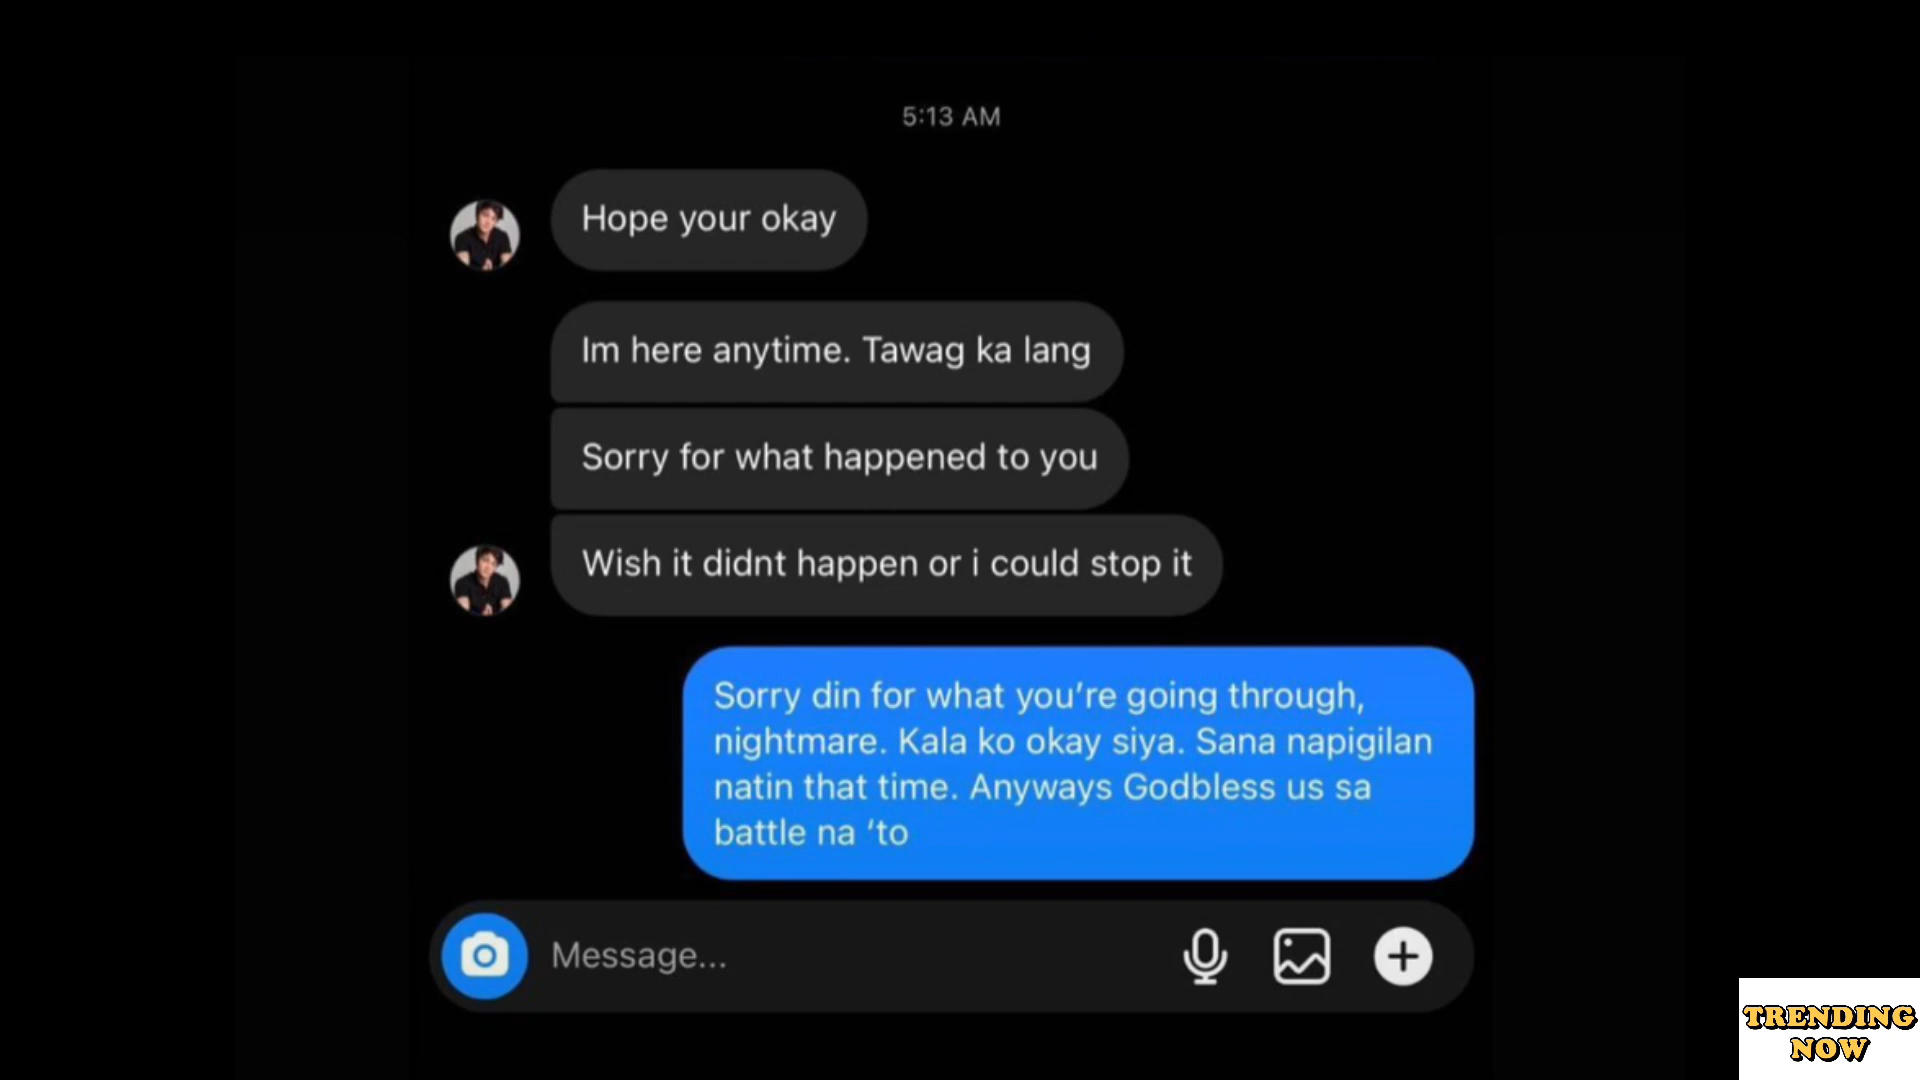 5:13 AM
Hope your okay
Im here anytime. Tawag ka lang
Sorry for what happened to you
Wish it didnt happen or i could stop it
Sorry din for what you’re going through,
nightmare. Kala ko okay siya. Sana napigilan
natin that time. Anyways Godbless us sa
battle na ‘to
Message...
TRENDING
NOW